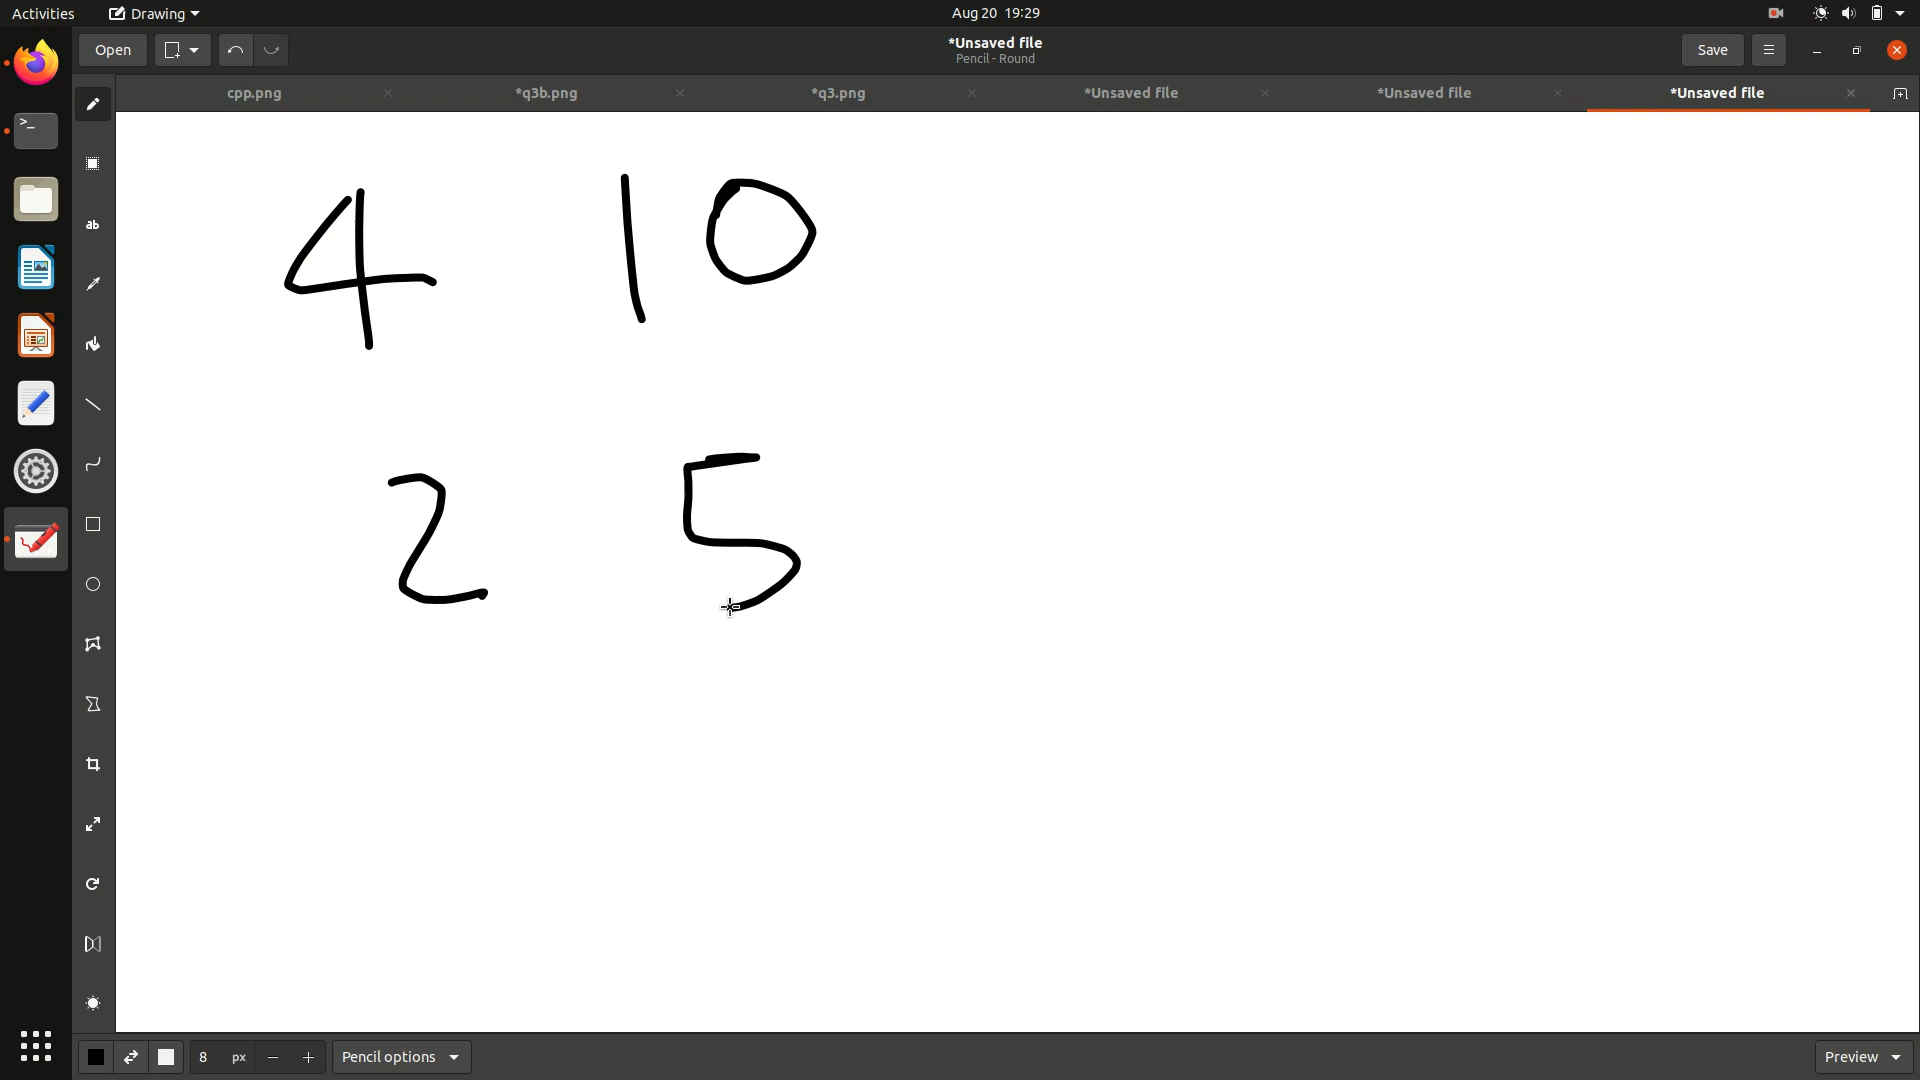 Activities Drawing Aug 20 19:29
Open *Unsaved file Save
Pencil - Round
cpp.png *q3b.png *q3.png *Unsaved file *Unsaved file *Unsaved file
ab
4 10
2 5
8 px Pencil options Preview